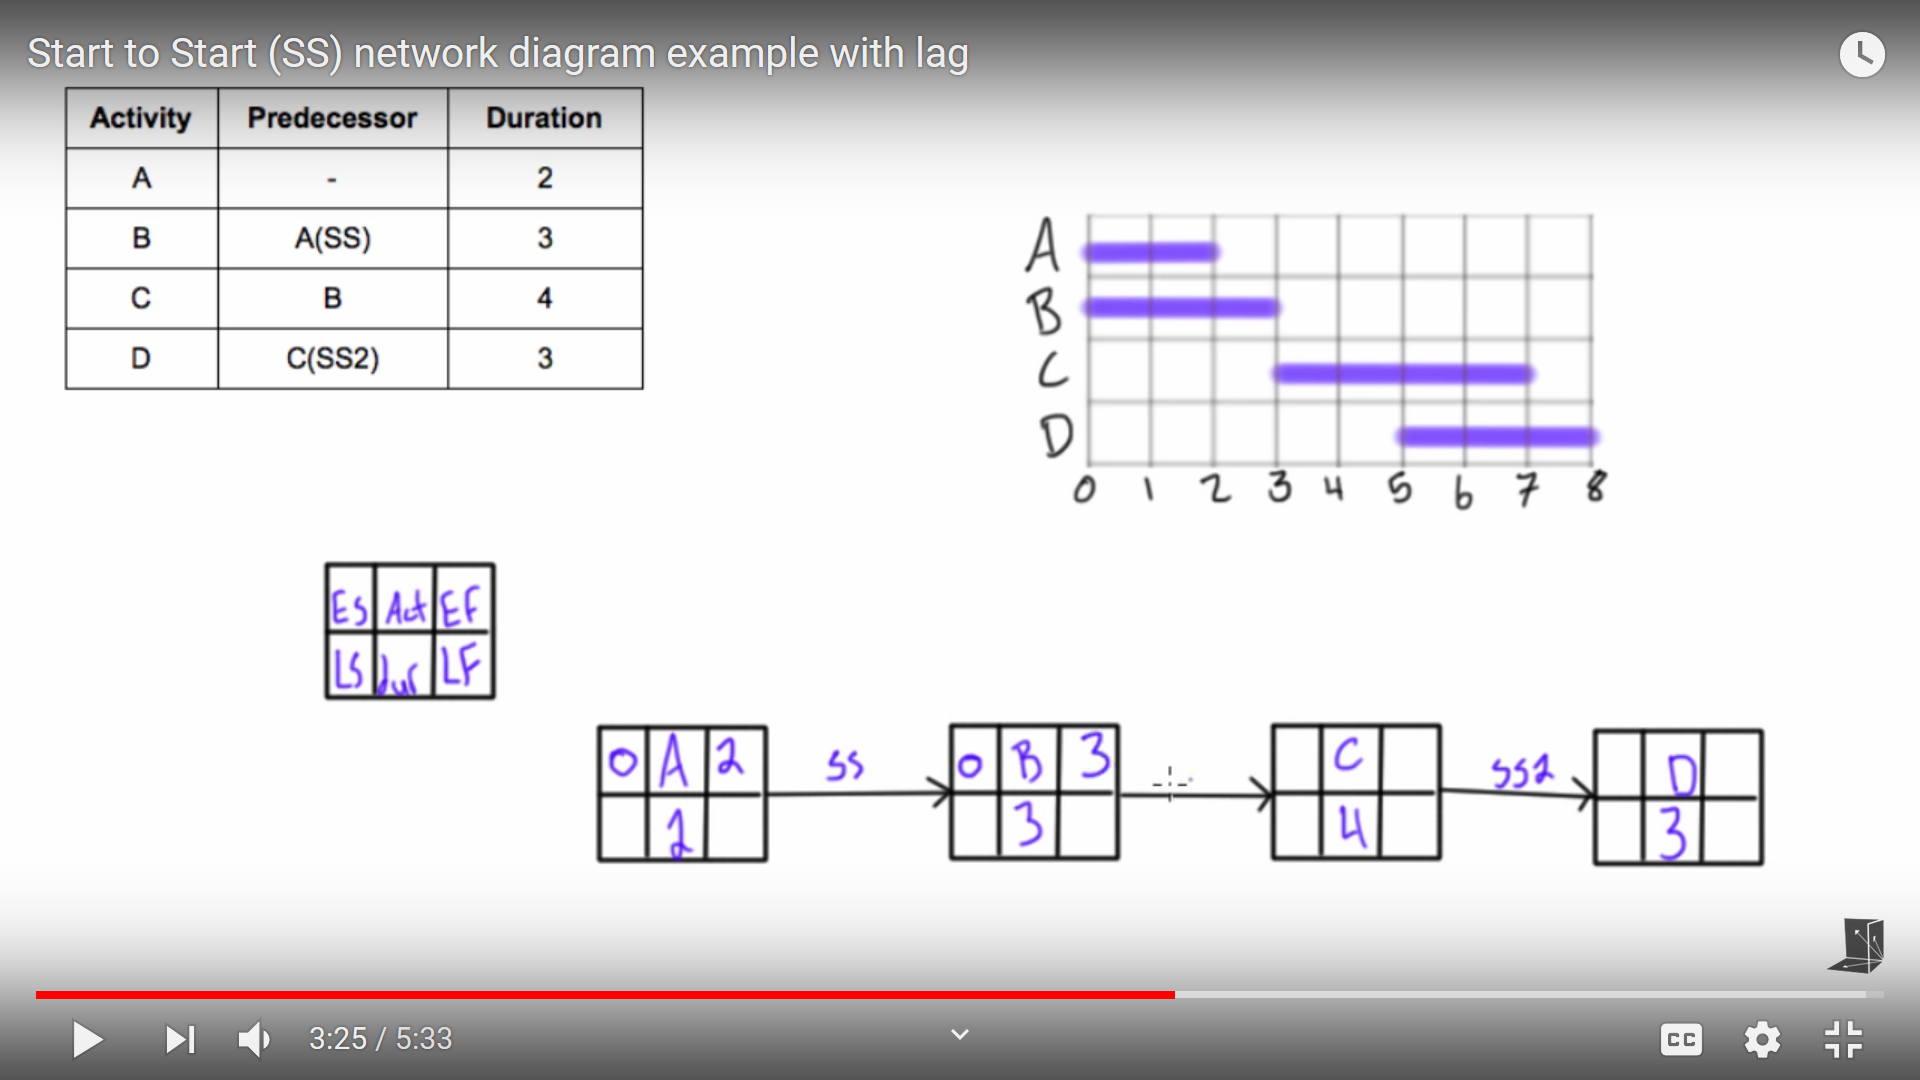 Start to Start (SS) network diagram example with lag
Activity Predecessor Duration
A - 2
B A(SS) 3
C B 4
D C(SS2) 3
A
B
C
D
0 1 2 3 4 5 6 7 8
Es Act EF
LS dur LF
0 A 2
2
SS
0 B 3
3
C
4
SS2
D
3
3:25 / 5:33
CC